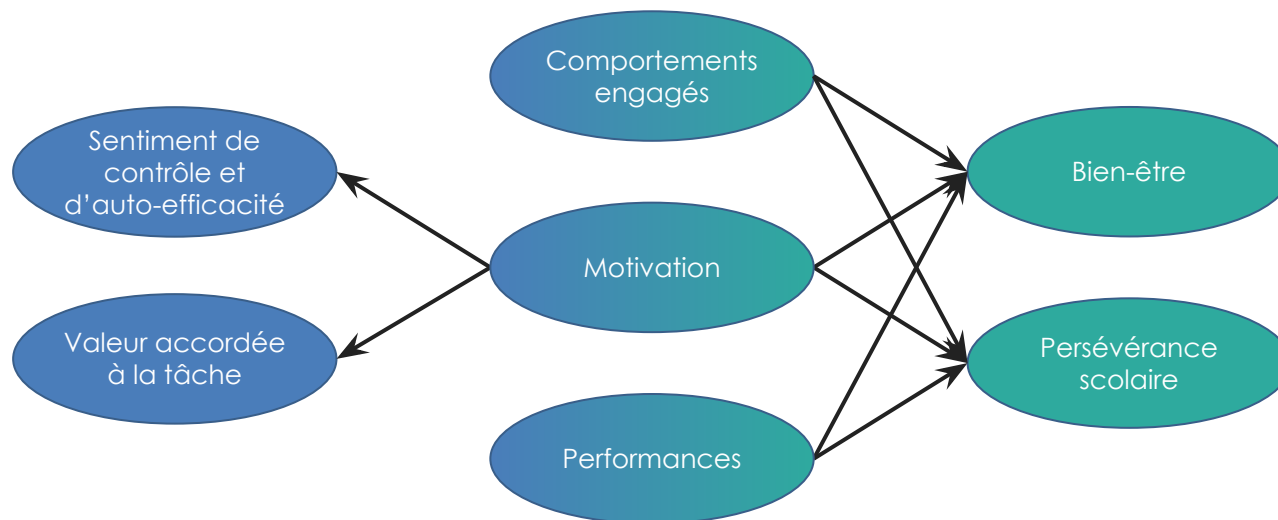 Comportements
engagés
Sentiment de
contrôle et
d’auto-efficacité
Bien-être
Motivation
Valeur accordée
à la tâche
Persévérance
scolaire
Performances